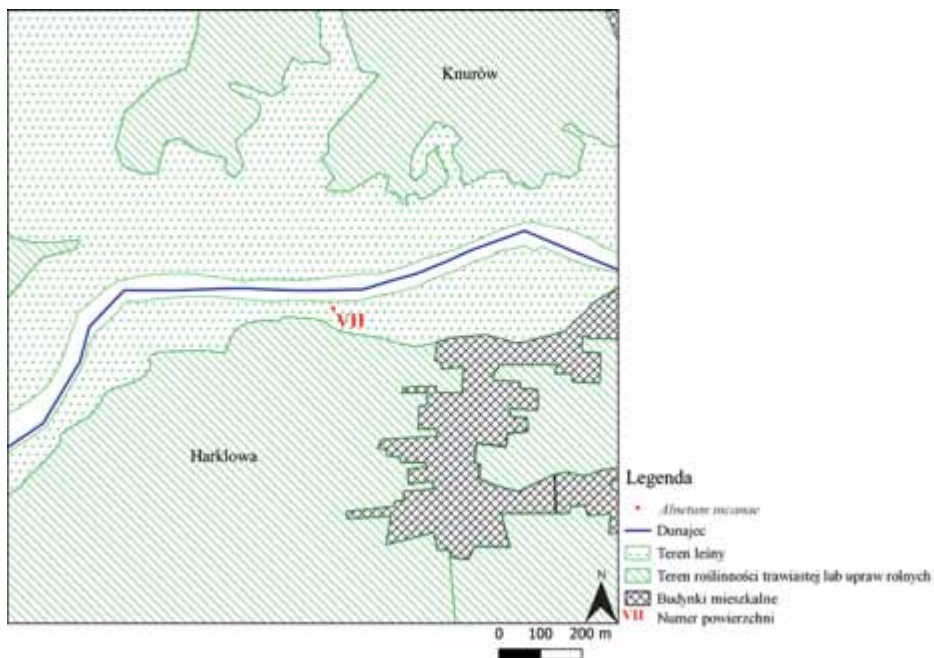 Knurów
VII
Harklowa
Legenda
Alnetum incanae
Dunajec
Teren leśny
Teren roślinności trawiastej lub upraw rolnych
Budynki mieszkalne
VII Numer powierzchni
N
0 100 200 m